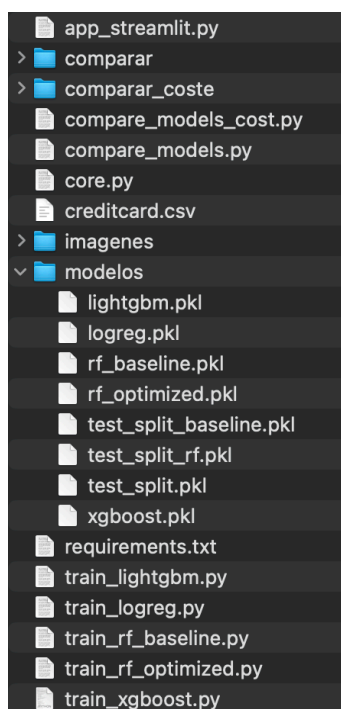 app_streamlit.py
comparar
comparar_coste
compare_models_cost.py
compare_models.py
core.py
creditcard.csv
imagenes
modelos
lightgbm.pkl
logreg.pkl
rf_baseline.pkl
rf_optimized.pkl
test_split_baseline.pkl
test_split_rf.pkl
test_split.pkl
xgboost.pkl
requirements.txt
train_lightgbm.py
train_logreg.py
train_rf_baseline.py
train_rf_optimized.py
train_xgboost.py